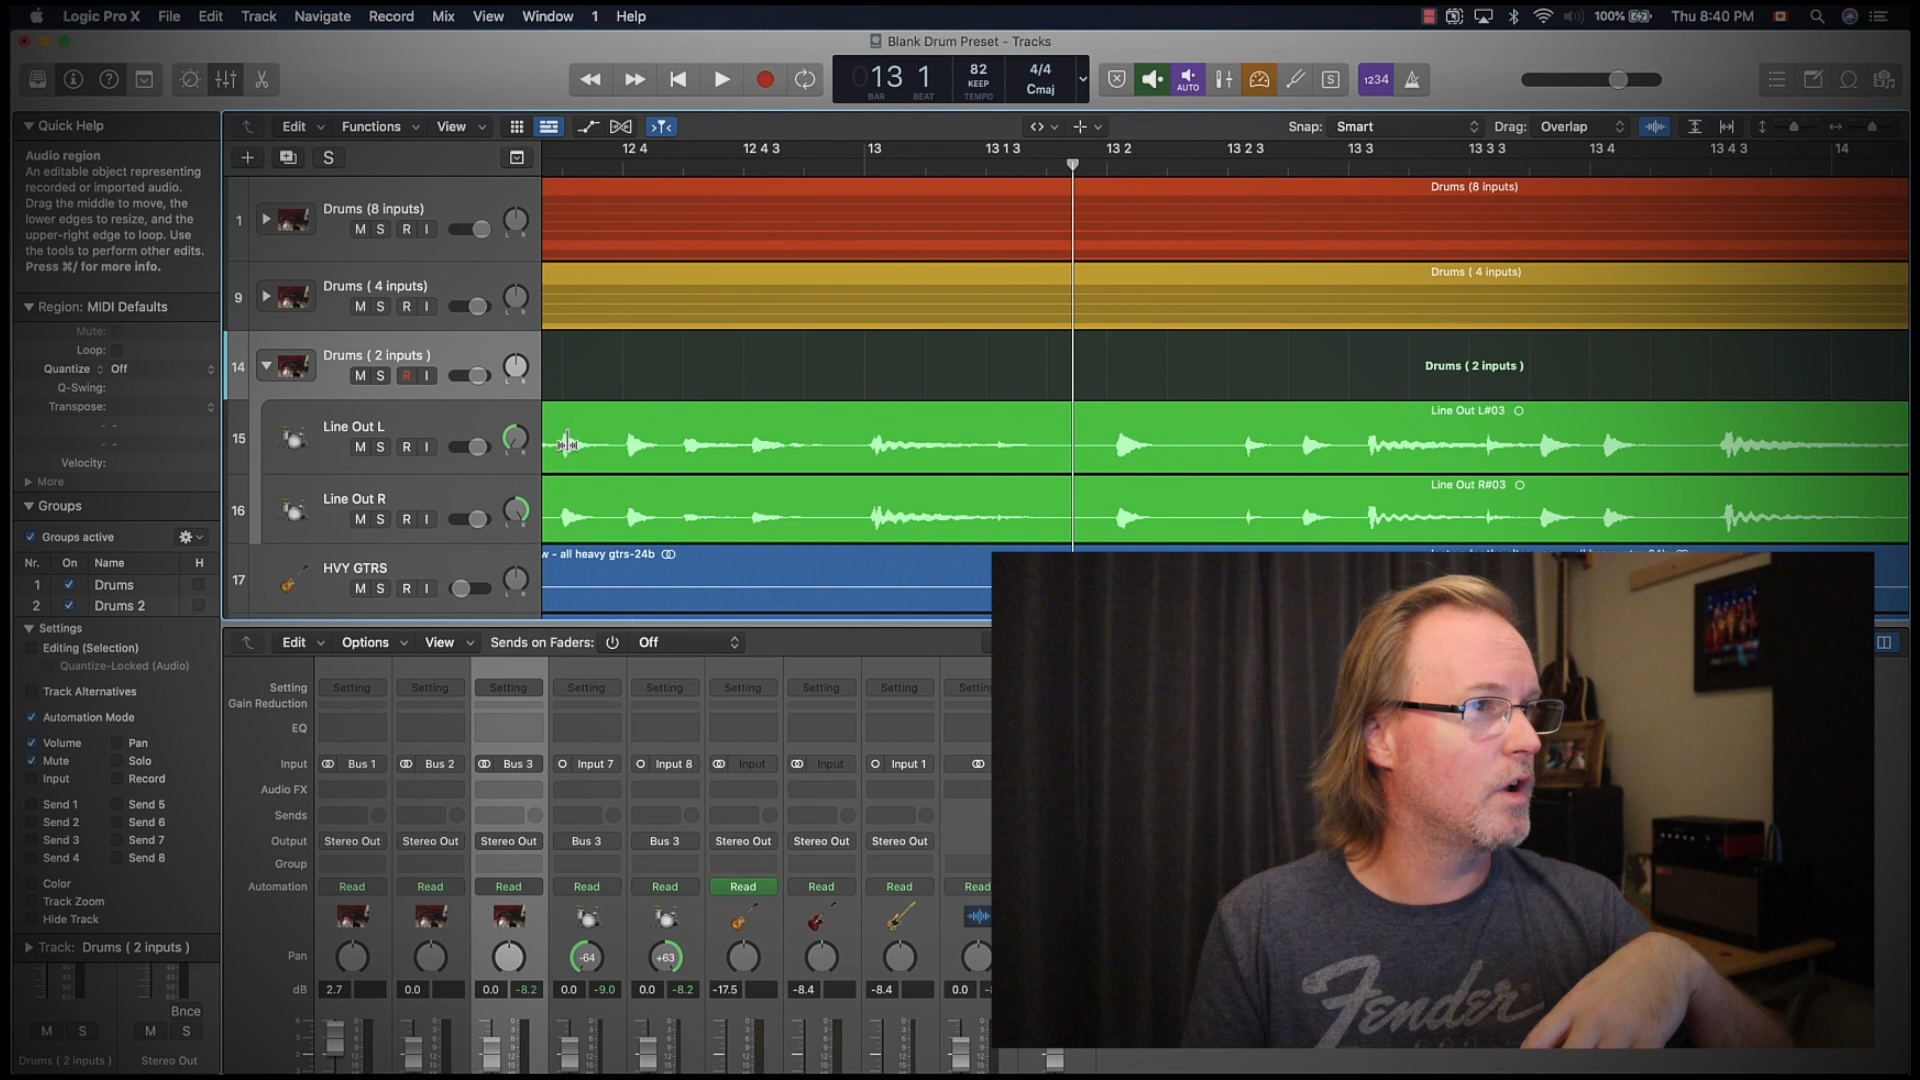 Logic Pro X File Edit Track Navigate Record Mix View Window 1 Help
100% Thu 8:40 PM
Blank Drum Preset - Tracks
13 1
BAR BEAT
82
KEEP
TEMPO
4/4
Cmaj
AUTO
S
1234
Quick Help
Audio region
An editable object representing
recorded or imported audio.
Drag the middle to move, the
lower edges to resize, and the
upper-right edge to loop. Use
the tools to perform other edits.
Press ⌘/ for more info.
Region: MIDI Defaults
Mute:
Loop:
Quantize Off
Q-Swing:
Transpose:
Velocity:
More
Groups
Groups active
Nr. On Name H
1 Drums
2 Drums 2
Settings
Editing (Selection)
Quantize-Locked (Audio)
Track Alternatives
Automation Mode
Volume Pan
Mute Solo
Input Record
Send 1 Send 5
Send 2 Send 6
Send 3 Send 7
Send 4 Send 8
Color
Track Zoom
Hide Track
Track: Drums ( 2 inputs )
Bnce
M S M S
Drums ( 2 inputs ) Stereo Out
Edit Functions View
Snap: Smart Drag: Overlap
S
12 4 12 4 3 13 13 1 3 13 2 13 2 3 13 3 13 3 3 13 4 13 4 3 14
1 Drums (8 inputs)
M S R I
L R
Drums (8 inputs)
9 Drums ( 4 inputs)
M S R I
L R
Drums ( 4 inputs)
14 Drums ( 2 inputs )
M S R I
L R
Drums ( 2 inputs )
15 Line Out L
M S R I
L R
Line Out L#03
16 Line Out R
M S R I
L R
Line Out R#03
17 HVY GTRS
M S R I
L R
w - all heavy gtrs-24b
Edit Options View Sends on Faders: Off
Setting Setting Setting Setting Setting Setting Setting Setting Setting Setting
Gain Reduction
EQ
Input Bus 1 Bus 2 Bus 3 Input 7 Input 8 Input Input Input 1
Audio FX
Sends
Output Stereo Out Stereo Out Stereo Out Bus 3 Bus 3 Stereo Out Stereo Out Stereo Out
Group
Automation Read Read Read Read Read Read Read Read Read
Pan -64 +63
dB 2.7 0.0 0.0 -8.2 0.0 -9.0 0.0 -8.2 -17.5 -8.4 -8.4 0.0
Fender